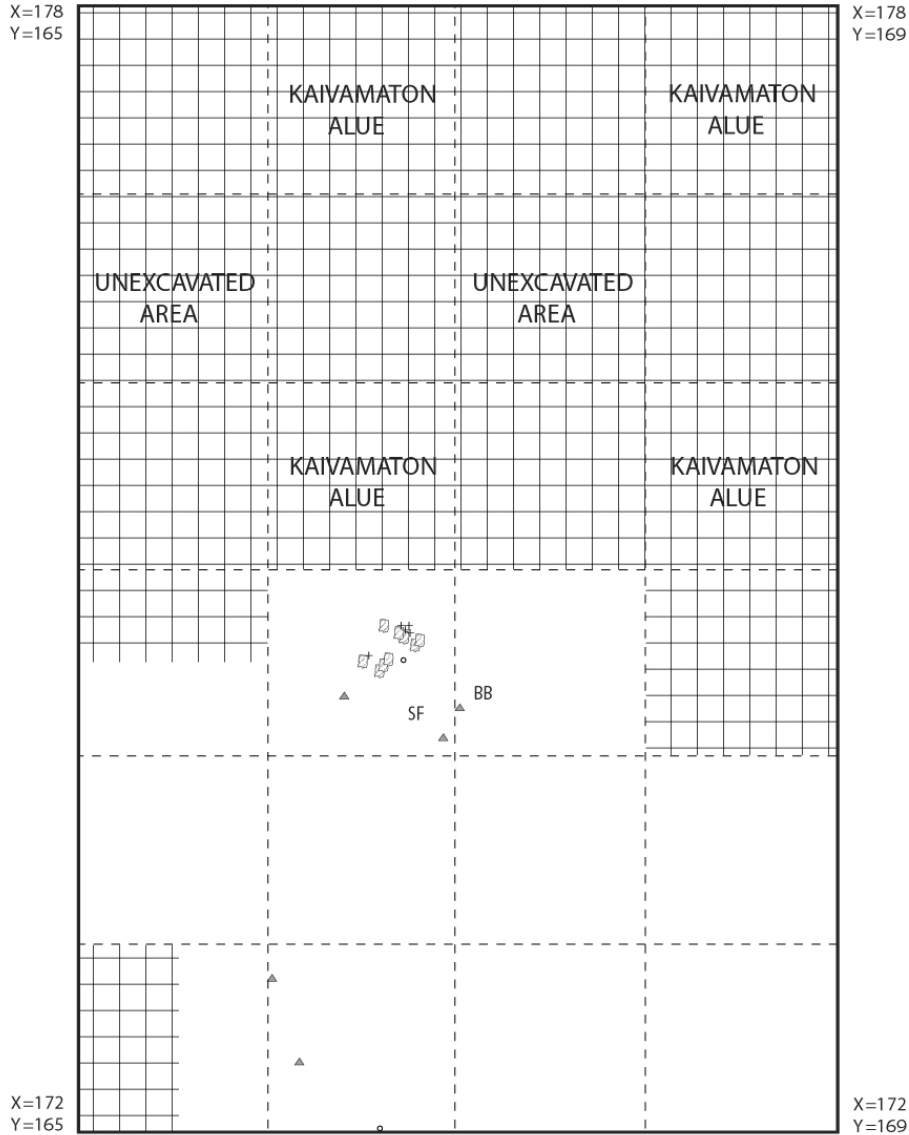 X=178
Y=165
X=178
Y=169
KAIVAMATON
ALUE
KAIVAMATON
ALUE
UNEXCAVATED
AREA
UNEXCAVATED
AREA
KAIVAMATON
ALUE
KAIVAMATON
ALUE
BB
SF
X=172
Y=165
X=172
Y=169